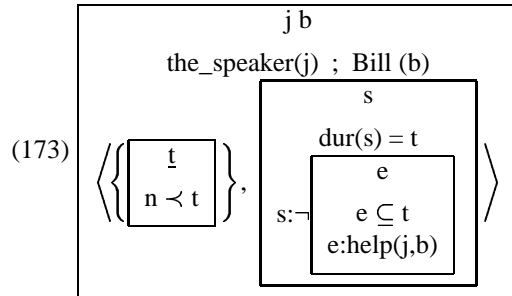 j b
the_speaker(j) ; Bill (b)
s
(173)
t
dur(s) = t
n ≺ t
⟨{ }, ⟩
e
s:¬
e ⊆ t
e:help(j,b)